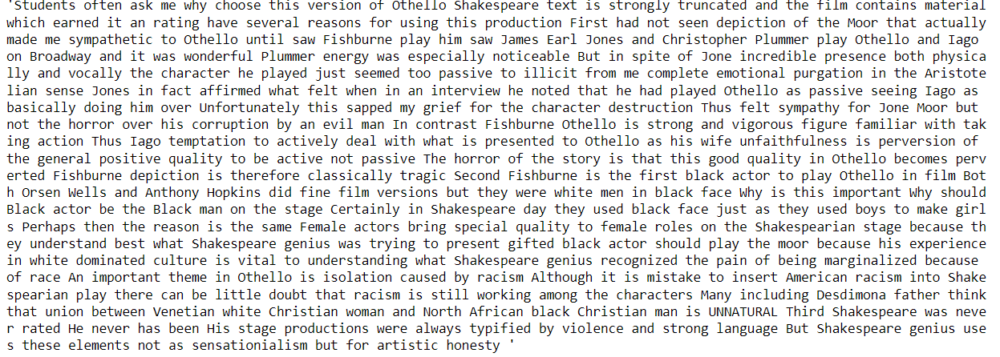 'Students often ask me why choose this version of Othello Shakespeare text is strongly truncated and the film contains material
which earned it an rating have several reasons for using this production First had not seen depiction of the Moor that actually
made me sympathetic to Othello until saw Fishburne play him saw James Earl Jones and Christopher Plummer play Othello and Iago
on Broadway and it was wonderful Plummer energy was especially noticeable But in spite of Jone incredible presence both physica
lly and vocally the character he played just seemed too passive to illicit from me complete emotional purgation in the Aristote
lian sense Jones in fact affirmed what felt when in an interview he noted that he had played Othello as passive seeing Iago as
basically doing him over Unfortunately this sapped my grief for the character destruction Thus felt sympathy for Jone Moor but
not the horror over his corruption by an evil man In contrast Fishburne Othello is strong and vigorous figure familiar with tak
ing action Thus Iago temptation to actively deal with what is presented to Othello as his wife unfaithfulness is perversion of
the general positive quality to be active not passive The horror of the story is that this good quality in Othello becomes perv
erted Fishburne depiction is therefore classically tragic Second Fishburne is the first black actor to play Othello in film Bot
h Orsen Wells and Anthony Hopkins did fine film versions but they were white men in black face Why is this important Why should
Black actor be the Black man on the stage Certainly in Shakespeare day they used black face just as they used boys to make girl
s Perhaps then the reason is the same Female actors bring special quality to female roles on the Shakespearian stage because th
ey understand best what Shakespeare genius was trying to present gifted black actor should play the moor because his experience
in white dominated culture is vital to understanding what Shakespeare genius recognized the pain of being marginalized because
of race An important theme in Othello is isolation caused by racism Although it is mistake to insert American racism into Shake
spearian play there can be little doubt that racism is still working among the characters Many including Desdimona father think
that union between Venetian white Christian woman and North African black Christian man is UNNATURAL Third Shakespeare was neve
r rated He never has been His stage productions were always typified by violence and strong language But Shakespeare genius use
s these elements not as sensationialism but for artistic honesty '